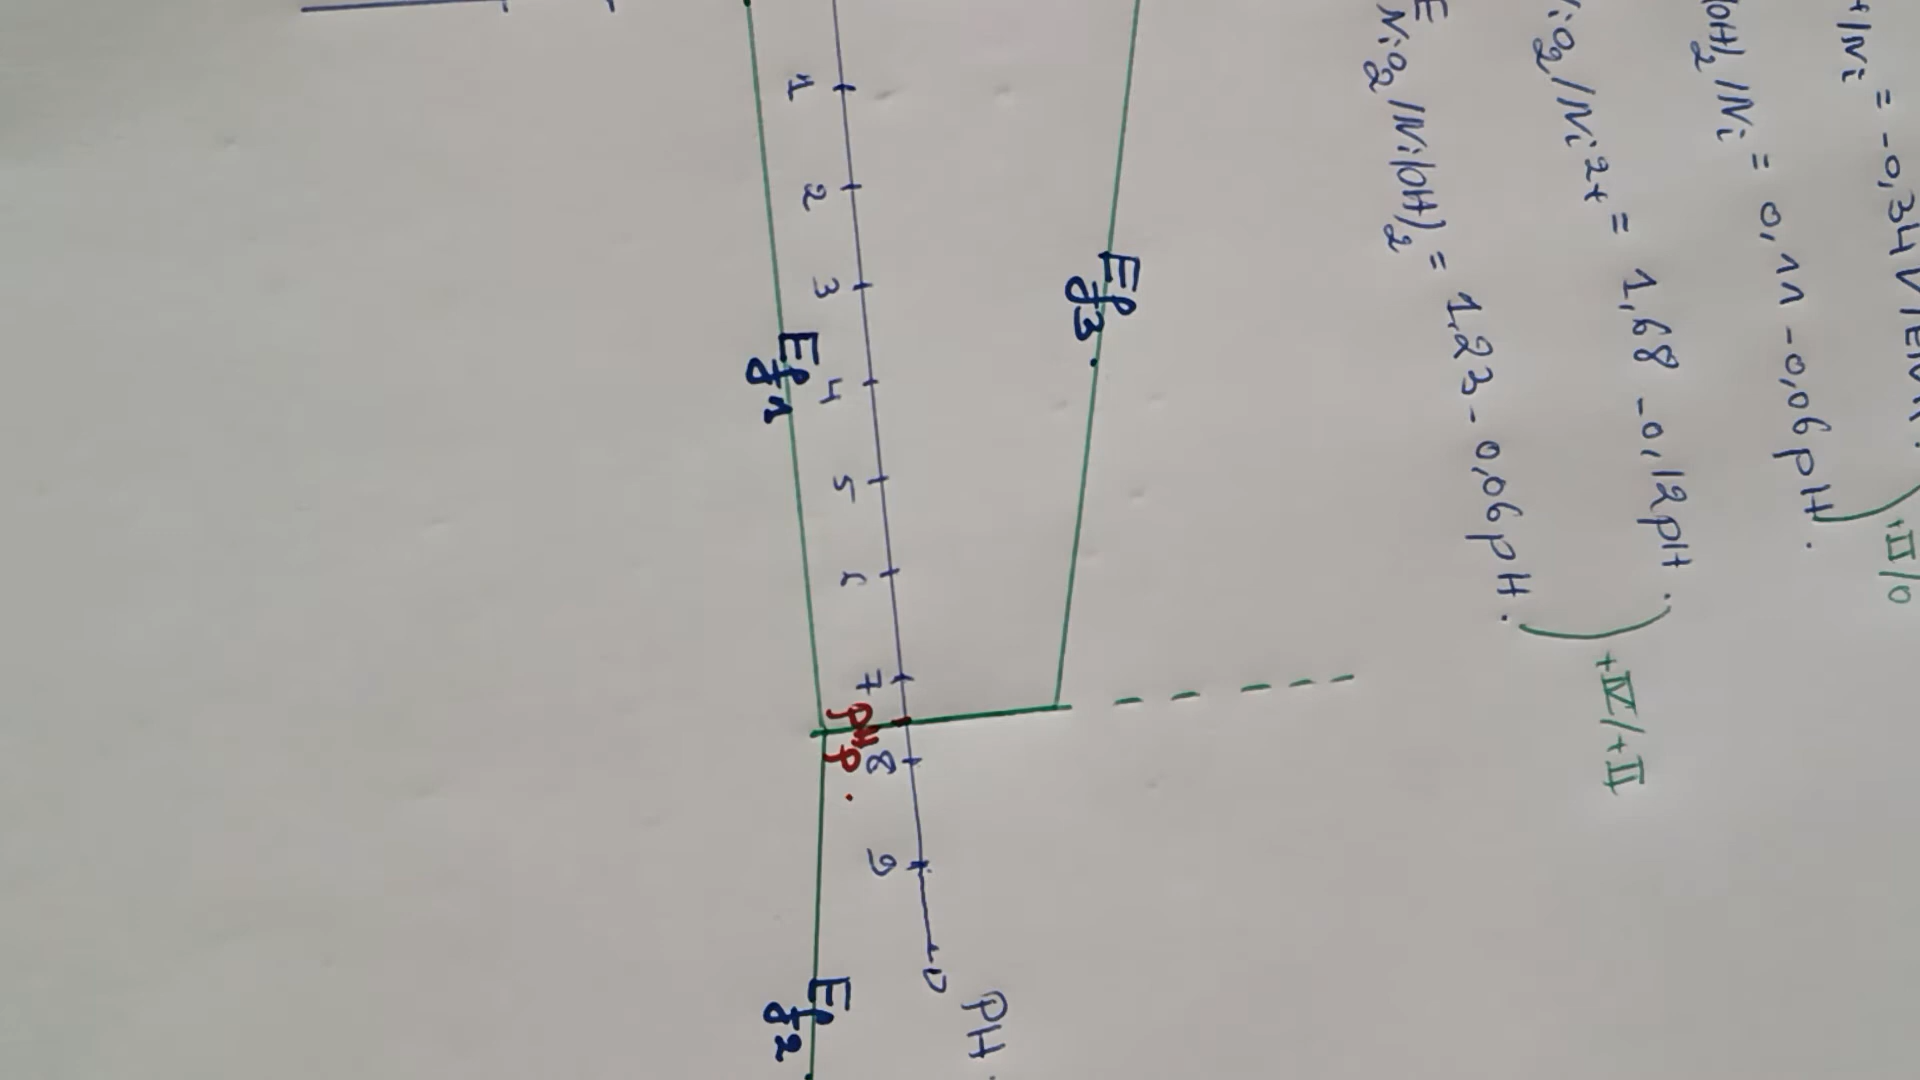 +/Ni = -0,34V
(OH)2/Ni = 0,11 - 0,06pH.
+II/0
NiO2/Ni2+ = 1,68 - 0,12pH.
E NiO2/Ni(OH)2 = 1,23 - 0,06pH.
+IV/+II
Ef3.
1 2 3 4 5 6 7 8 9
pH.
pHp.
Ef1
Ef2